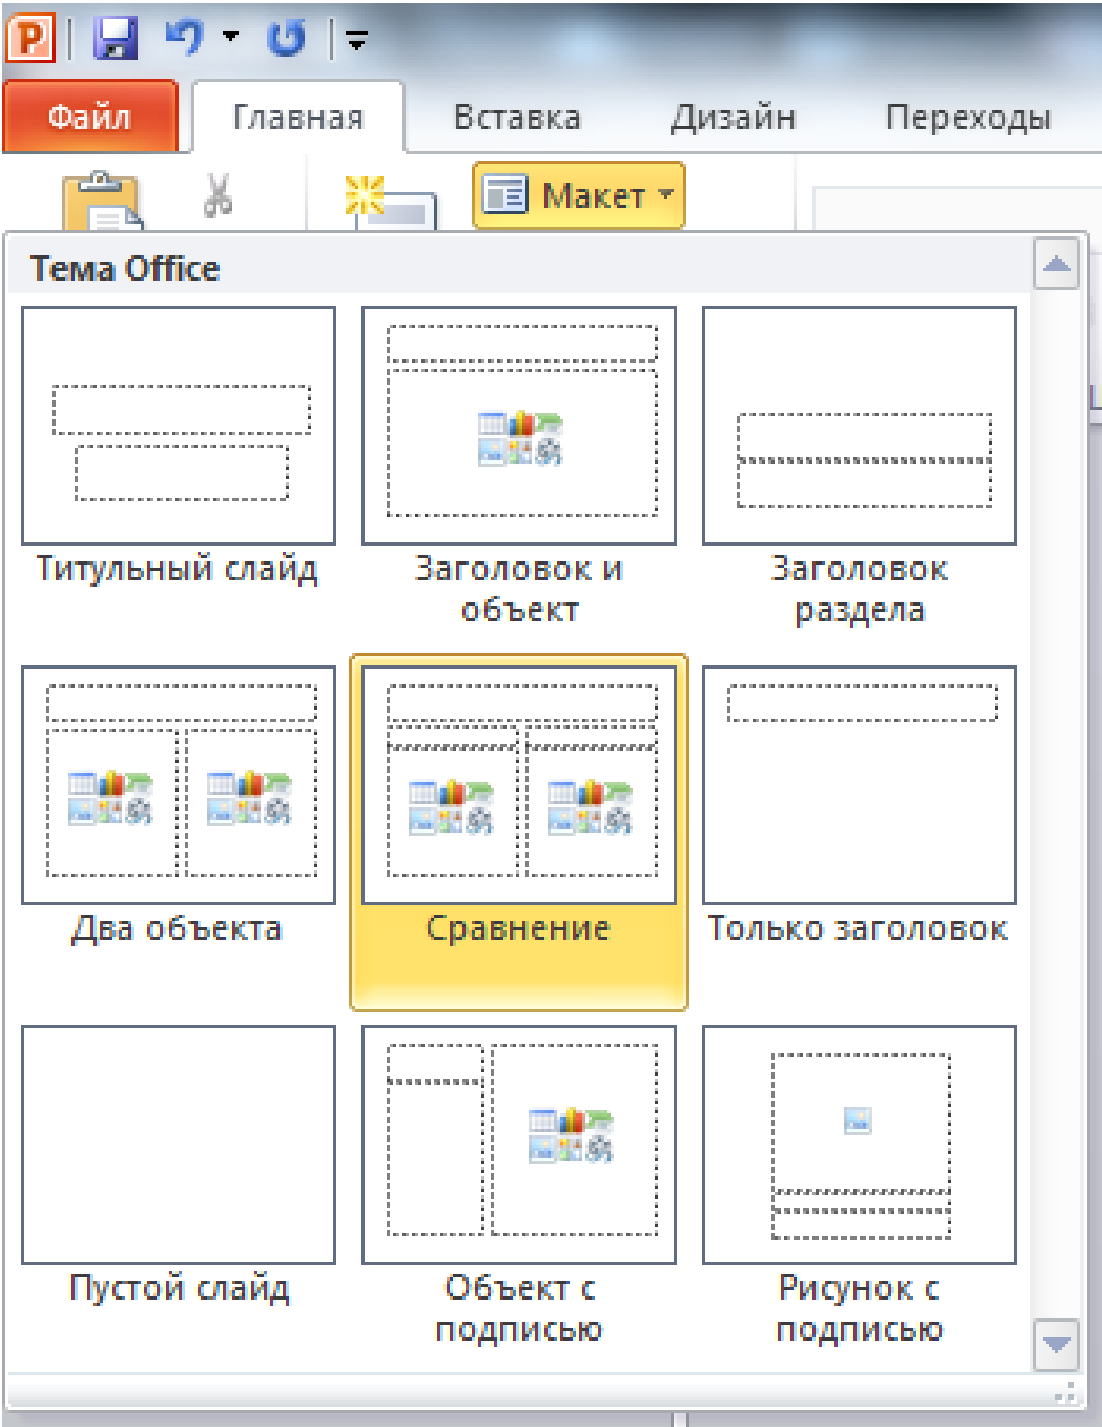 Файл Главная Вставка Дизайн Переходы
Макет
Тема Office
Титульный слайд
Заголовок и
объект
Заголовок
раздела
Два объекта
Сравнение
Только заголовок
Пустой слайд
Объект с
подписью
Рисунок с
подписью